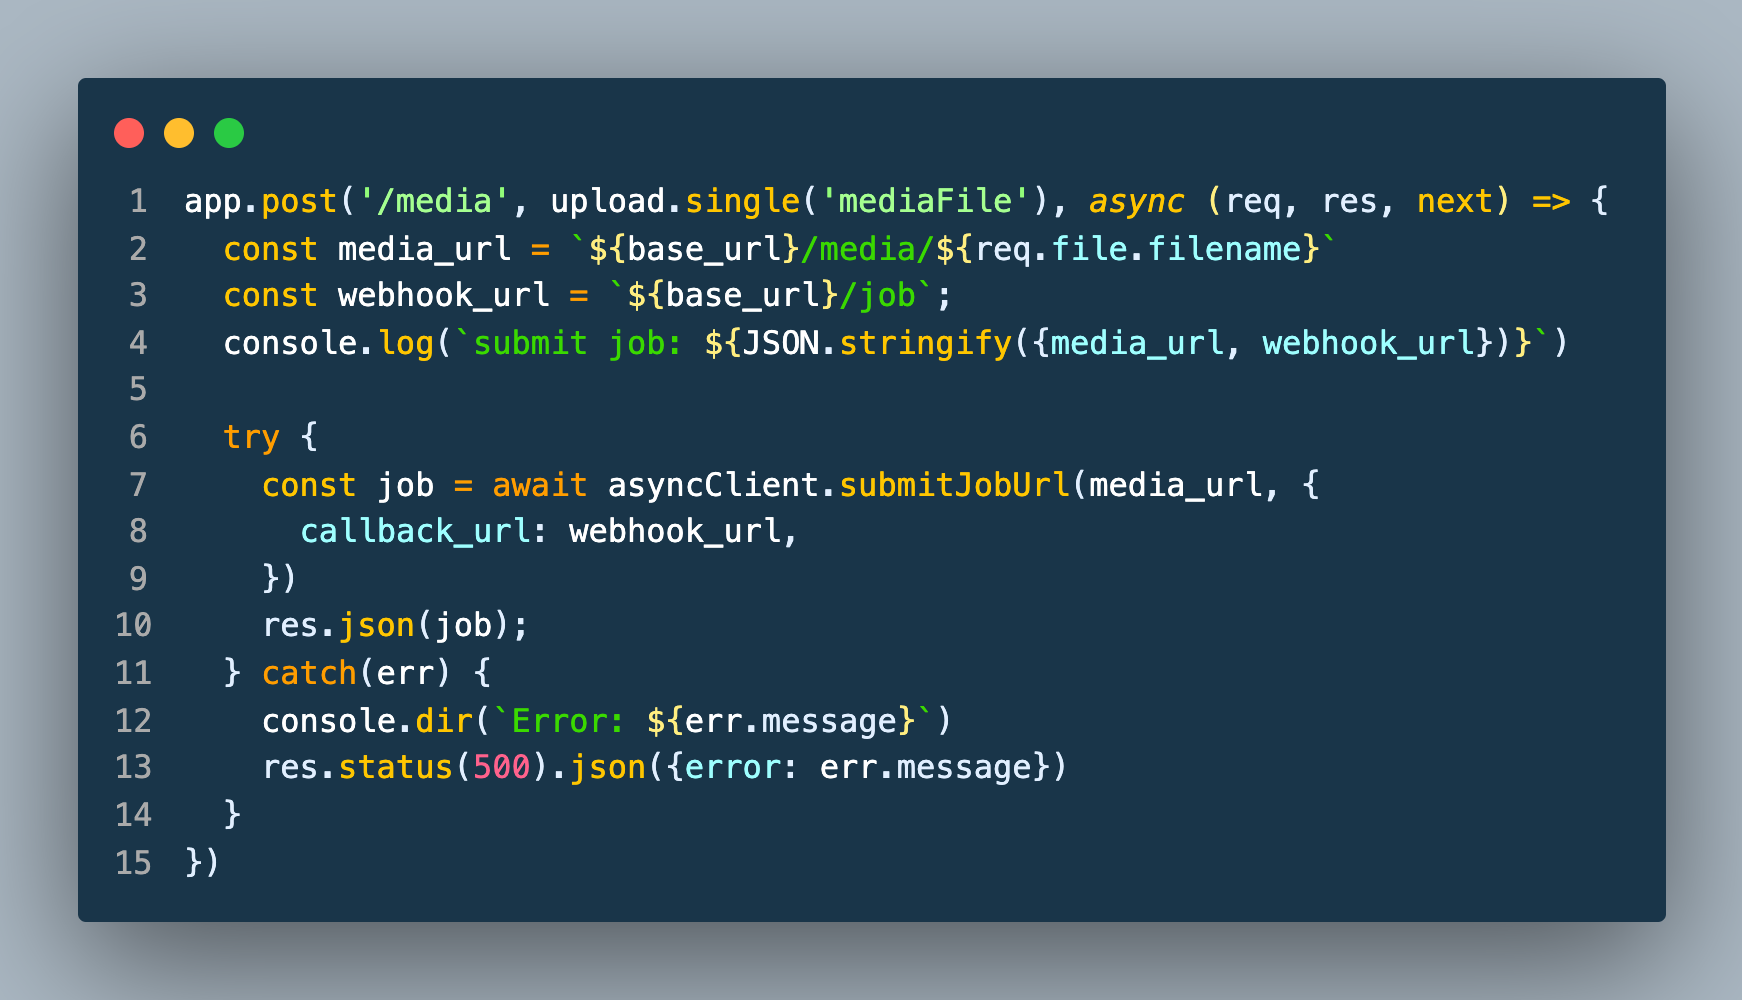 1 app.post('/media', upload.single('mediaFile'), async (req, res, next) => {
2   const media_url = `${base_url}/media/${req.file.filename}`
3   const webhook_url = `${base_url}/job`;
4   console.log(`submit job: ${JSON.stringify({media_url, webhook_url})}`)
5
6   try {
7     const job = await asyncClient.submitJobUrl(media_url, {
8       callback_url: webhook_url,
9     })
10     res.json(job);
11   } catch(err) {
12     console.dir(`Error: ${err.message}`)
13     res.status(500).json({error: err.message})
14   }
15 })